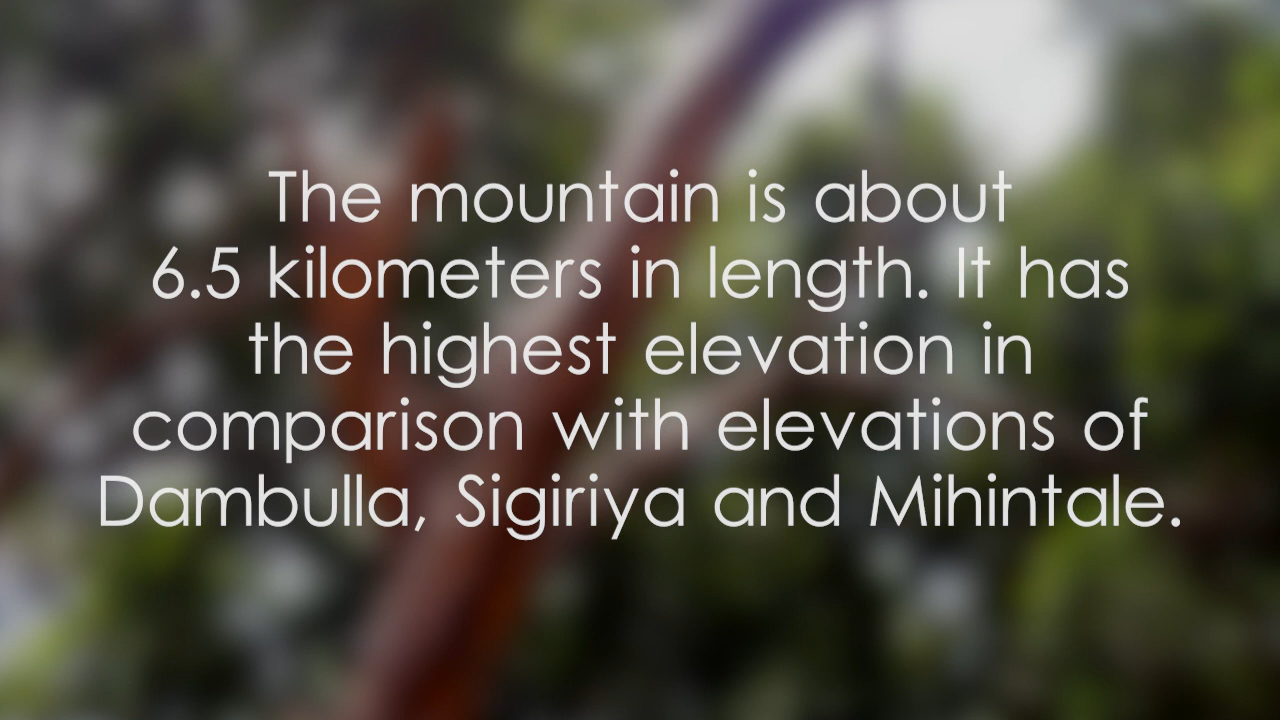 The mountain is about
6.5 kilometers in length. It has
the highest elevation in
comparison with elevations of
Dambulla, Sigiriya and Mihintale.